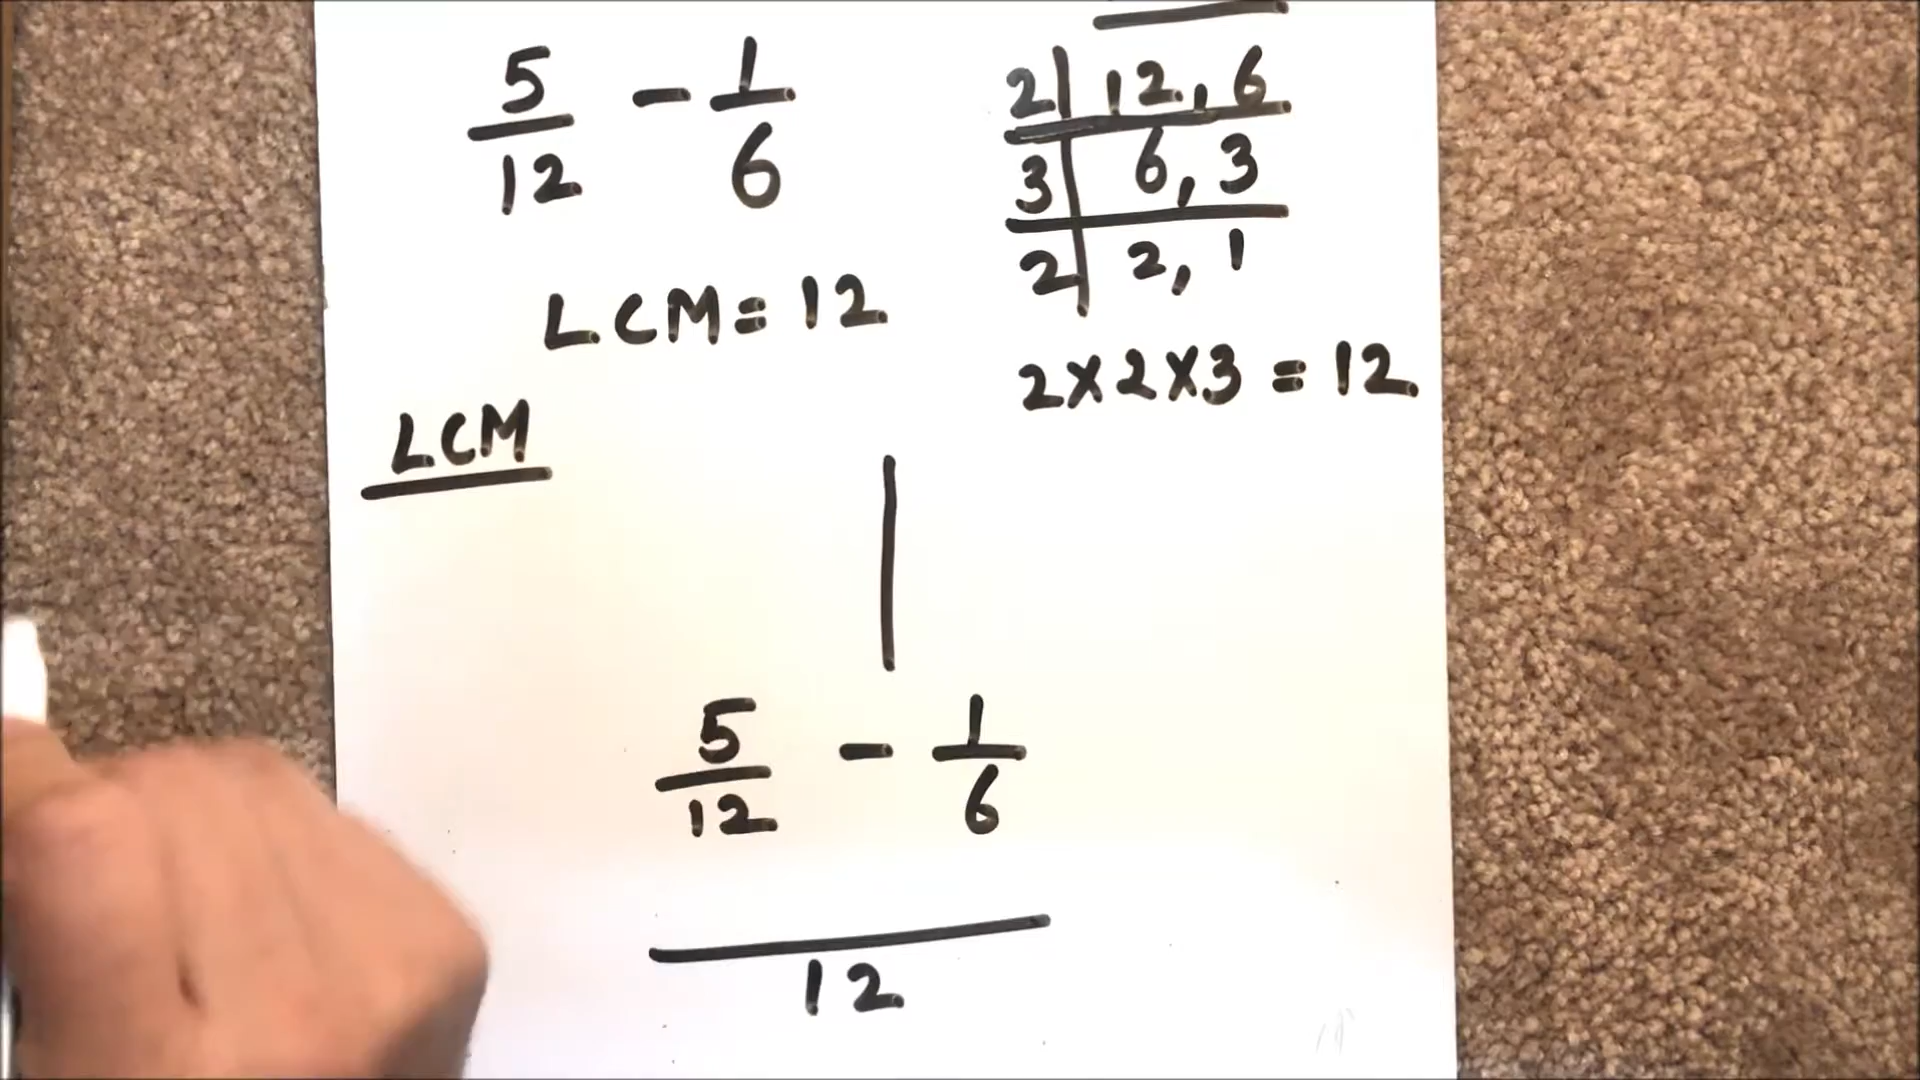 5/12 - 1/6
2 | 12, 6
3 | 6, 3
2 | 2, 1
LCM = 12
2×2×3 = 12
LCM
5/12 - 1/6
12